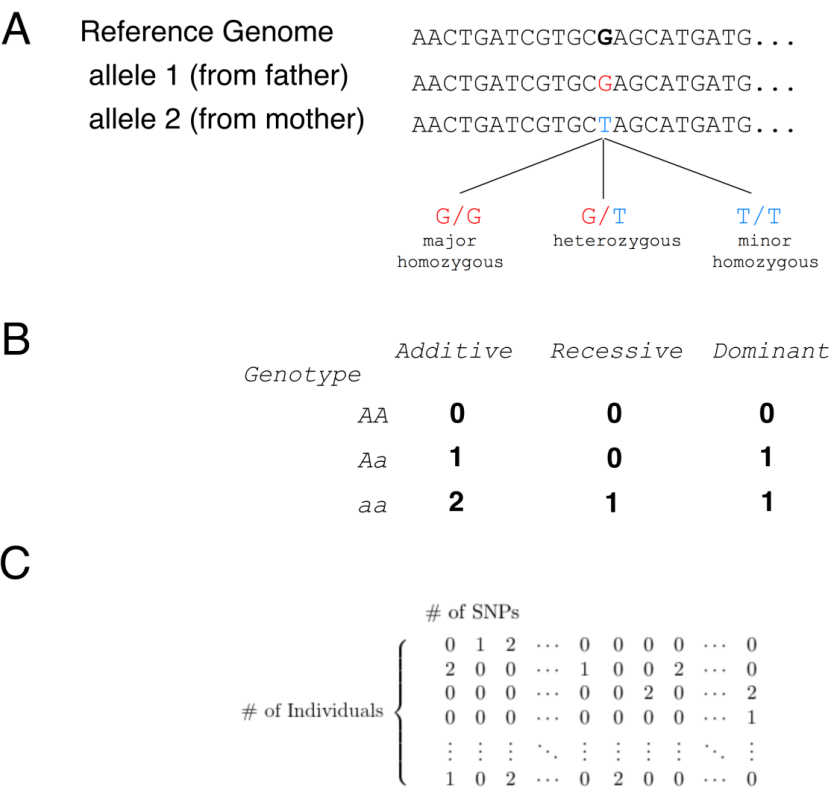 A
Reference Genome AACTGATCGTGCGAGCATGATG...
allele 1 (from father) AACTGATCGTGCGAGCATGATG...
allele 2 (from mother) AACTGATCGTGCTAGCATGATG...
G/G G/T T/T
major heterozygous minor
homozygous homozygous
B
Additive Recessive Dominant
Genotype
AA 0 0 0
Aa 1 0 1
aa 2 1 1
C
# of SNPs
0 1 2 ⋯ 0 0 0 0 ⋯ 0
2 0 0 ⋯ 1 0 0 2 ⋯ 0
0 0 0 ⋯ 0 0 2 0 ⋯ 2
# of Individuals
0 0 0 ⋯ 0 0 0 0 ⋯ 1
⋮ ⋮ ⋮ ⋱ ⋮ ⋮ ⋮ ⋮ ⋱ ⋮
1 0 2 ⋯ 0 2 0 0 ⋯ 0